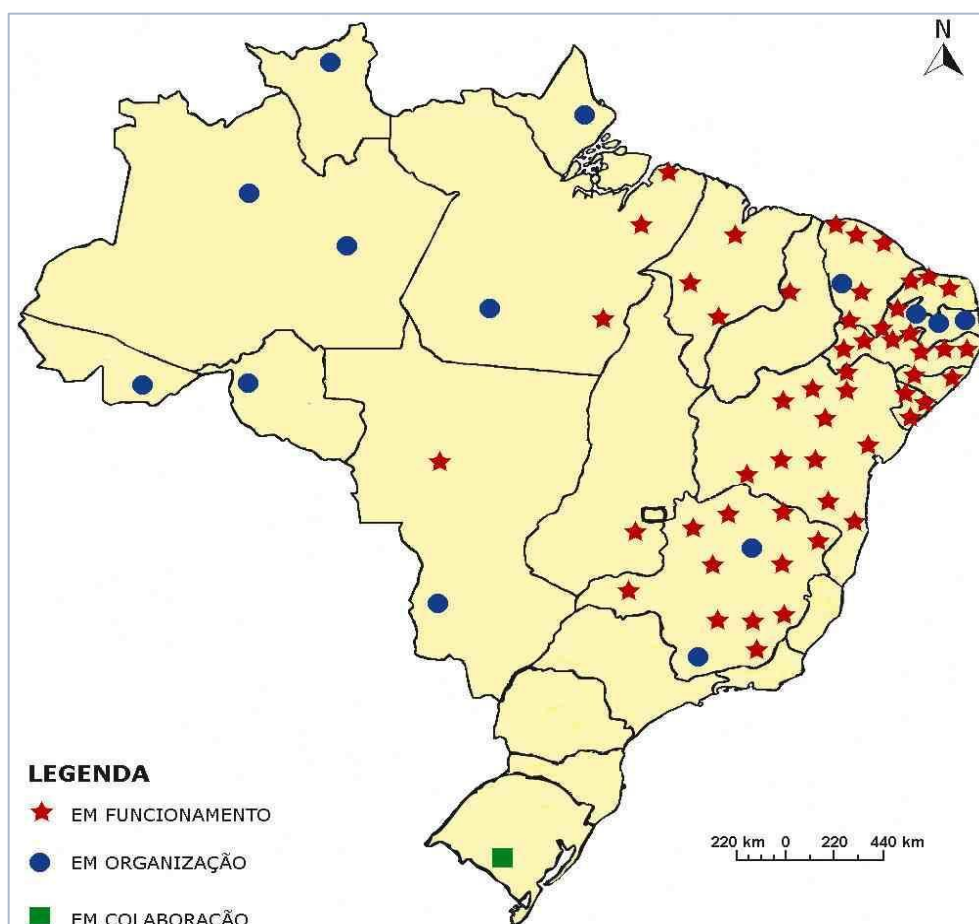 N
LEGENDA
EM FUNCIONAMENTO
EM ORGANIZAÇÃO
EM COLABORAÇÃO
220 km 0 220 440 km